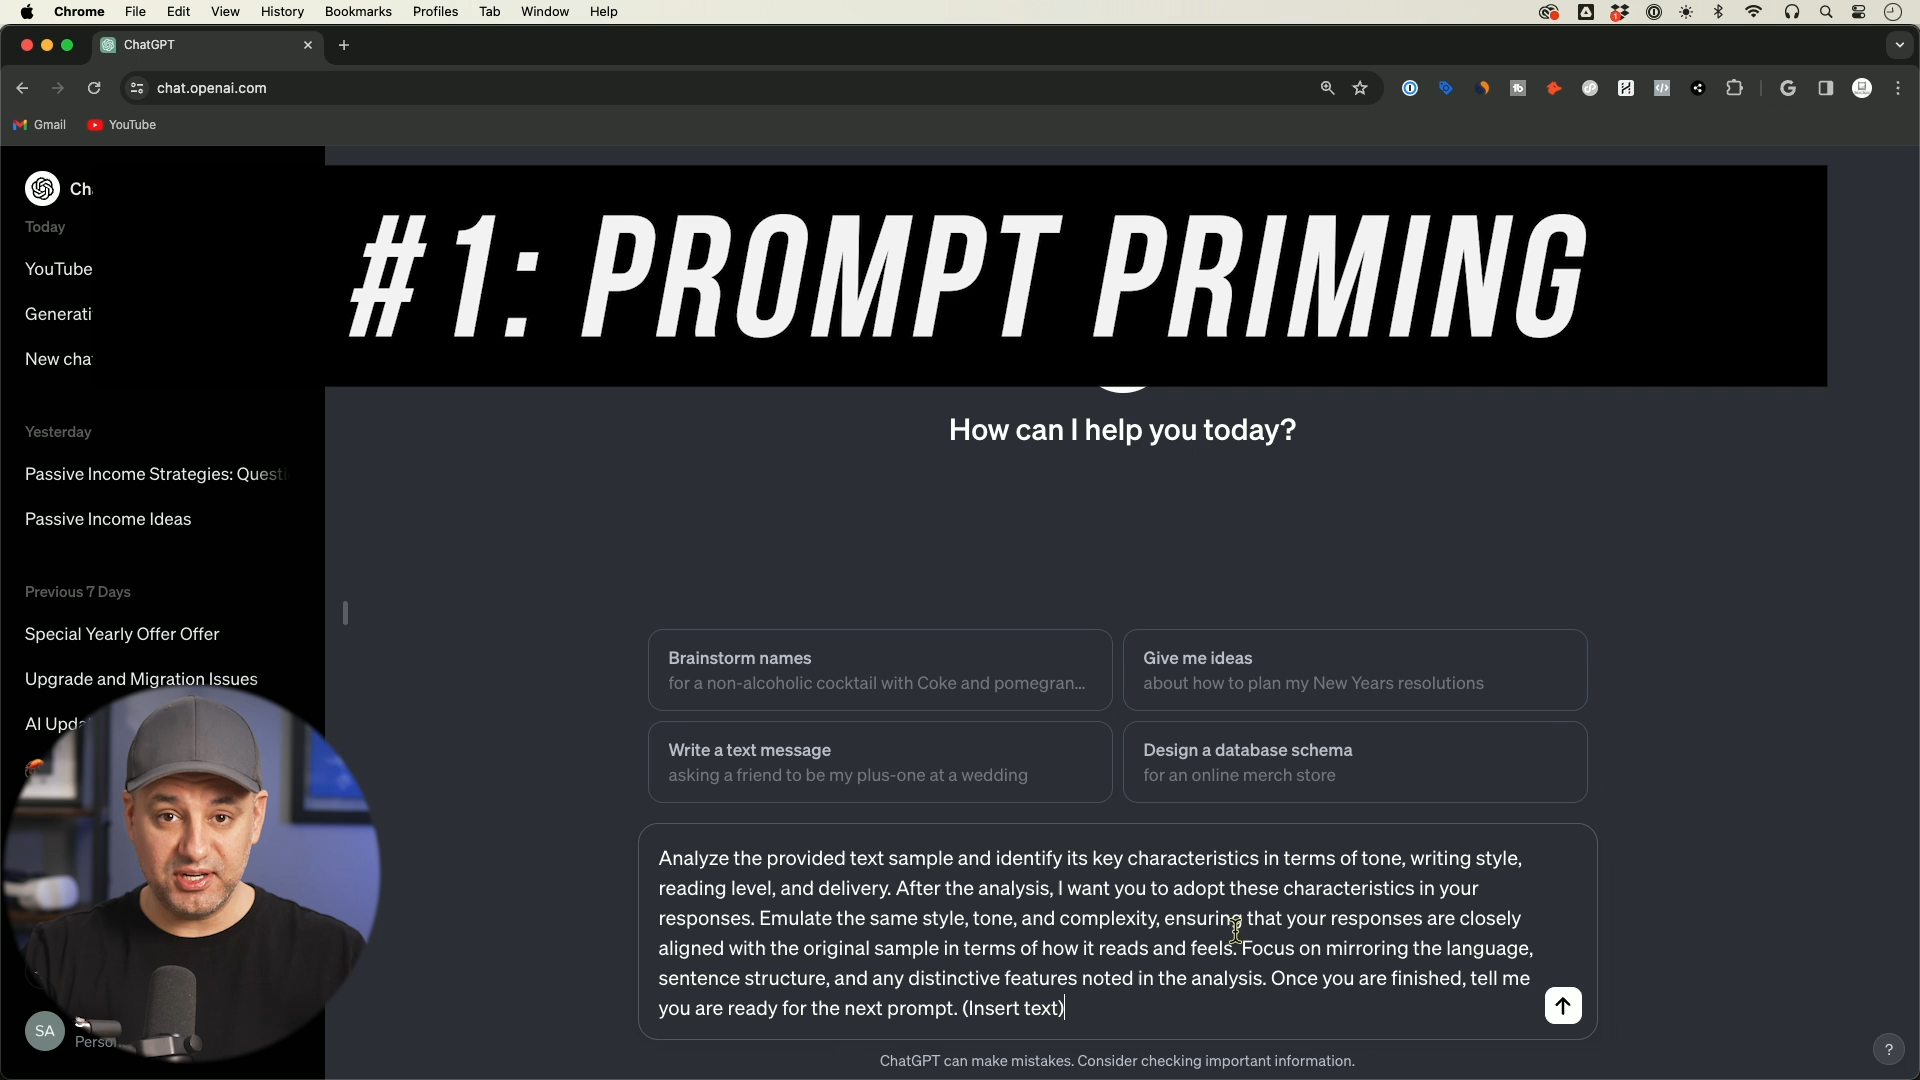 Chrome File Edit View History Bookmarks Profiles Tab Window Help
ChatGPT
chat.openai.com
Gmail YouTube
#1: PROMPT PRIMING
Today
YouTube
New
Yesterday
Passive Income Strategies:
Passive Income Ideas
Previous 7 Days
Special Yearly Offer Offer
Upgrade and Migration Issues
AI
SA
How can I help you today?
Brainstorm names
for a non-alcoholic cocktail with Coke and pomegran...
Give me ideas
about how to plan my New Years resolutions
Write a text message
asking a friend to be my plus-one at a wedding
Design a database schema
for an online merch store
Analyze the provided text sample and identify its key characteristics in terms of tone, writing style,
reading level, and delivery. After the analysis, I want you to adopt these characteristics in your
responses. Emulate the same style, tone, and complexity, ensuring that your responses are closely
aligned with the original sample in terms of how it reads and feels. Focus on mirroring the language,
sentence structure, and any distinctive features noted in the analysis. Once you are finished, tell me
you are ready for the next prompt. (Insert text)
ChatGPT can make mistakes. Consider checking important information.
?